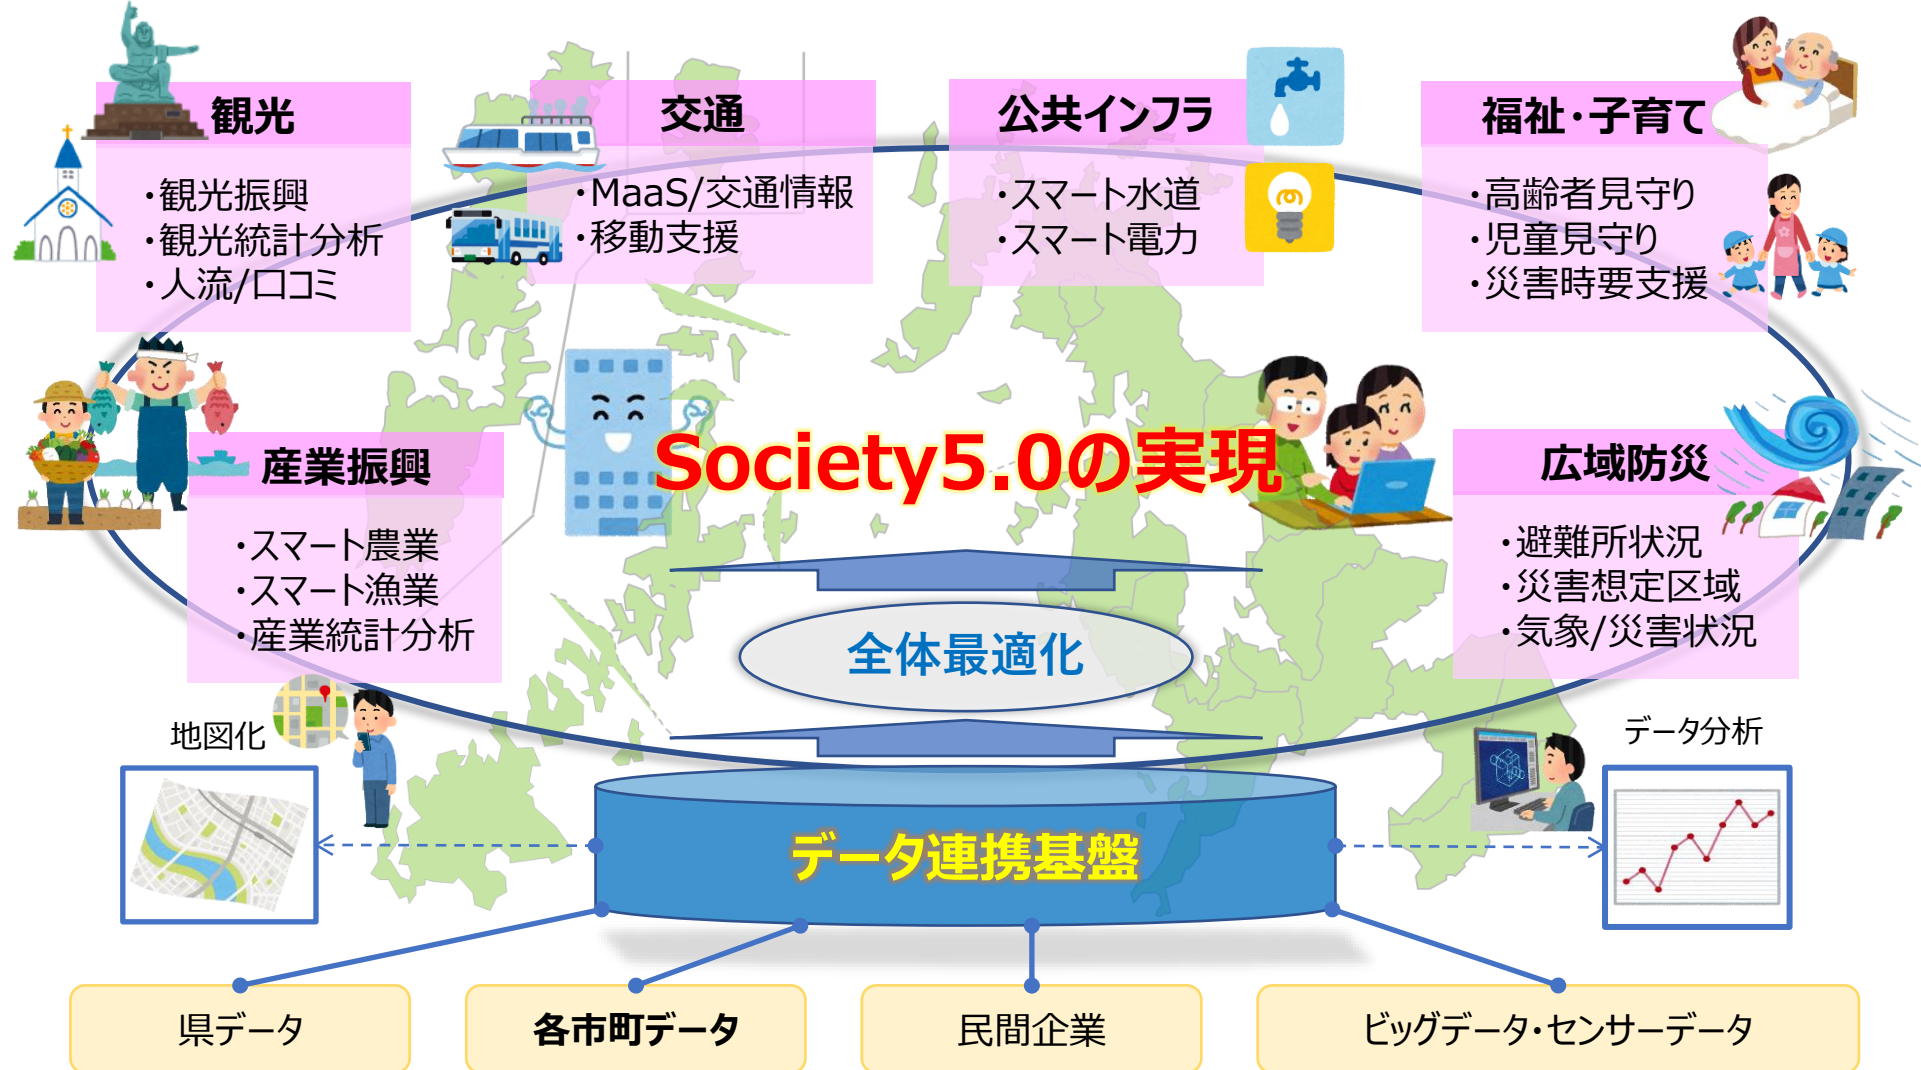 観光
・観光振興
・観光統計分析
・人流/口コミ
交通
・MaaS/交通情報
・移動支援
公共インフラ
・スマート水道
・スマート電力
福祉・子育て
・高齢者見守り
・児童見守り
・災害時要支援
産業振興
・スマート農業
・スマート漁業
・産業統計分析
Society5.0の実現
広域防災
・避難所状況
・災害想定区域
・気象/災害状況
全体最適化
地図化
データ分析
データ連携基盤
県データ
各市町データ
民間企業
ビッグデータ・センサーデータ